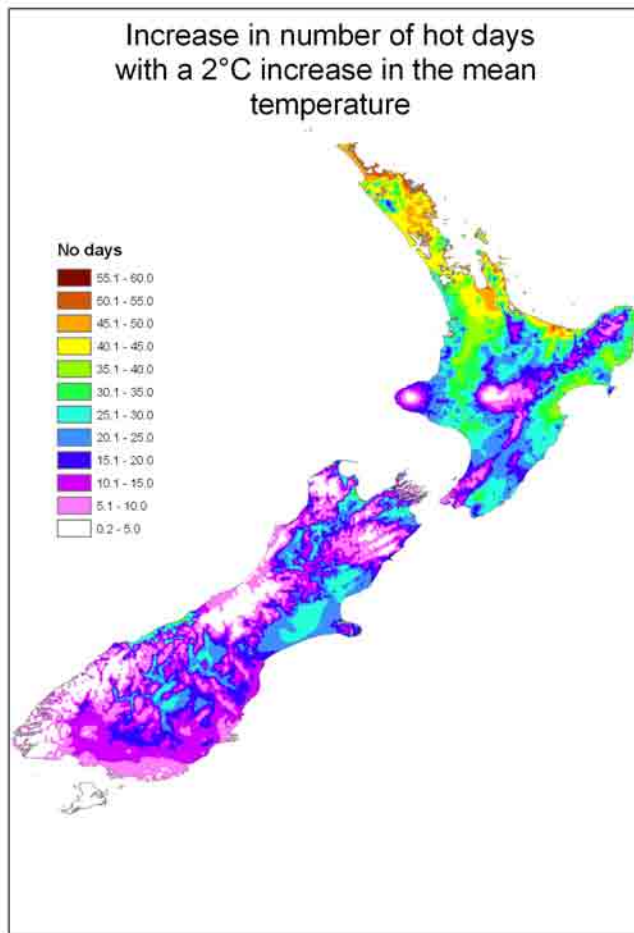 Increase in number of hot days
with a 2°C increase in the mean
temperature
No days
55.1 - 60.0
50.1 - 55.0
45.1 - 50.0
40.1 - 45.0
35.1 - 40.0
30.1 - 35.0
25.1 - 30.0
20.1 - 25.0
15.1 - 20.0
10.1 - 15.0
5.1 - 10.0
0.2 - 5.0